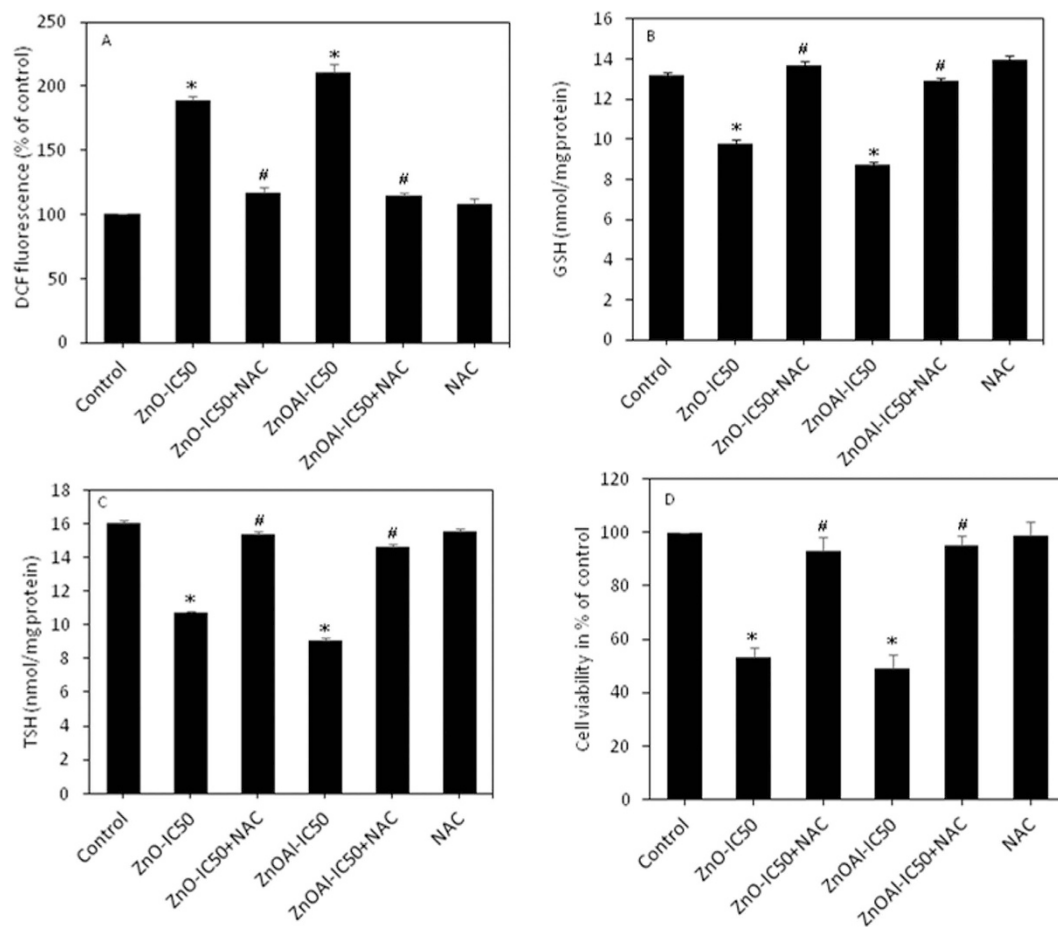 A
DCF fluorescence (% of control)
250
200
150
100
50
0
*
#
*
#
Control
ZnO-IC50
ZnO-IC50+NAC
ZnOAl-IC50
ZnOAl-IC50+NAC
NAC
B
GSH (nmol/mg protein)
16
14
12
10
8
6
4
2
0
*
#
*
#
Control
ZnO-IC50
ZnO-IC50+NAC
ZnOAl-IC50
ZnOAl-IC50+NAC
NAC
C
TSH (nmol/mg protein)
18
16
14
12
10
8
6
4
2
0
*
#
*
#
Control
ZnO-IC50
ZnO-IC50+NAC
ZnOAl-IC50
ZnOAl-IC50+NAC
NAC
D
Cell viability in % of control
120
100
80
60
40
20
0
*
#
*
#
Control
ZnO-IC50
ZnO-IC50+NAC
ZnOAl-IC50
ZnOAl-IC50+NAC
NAC